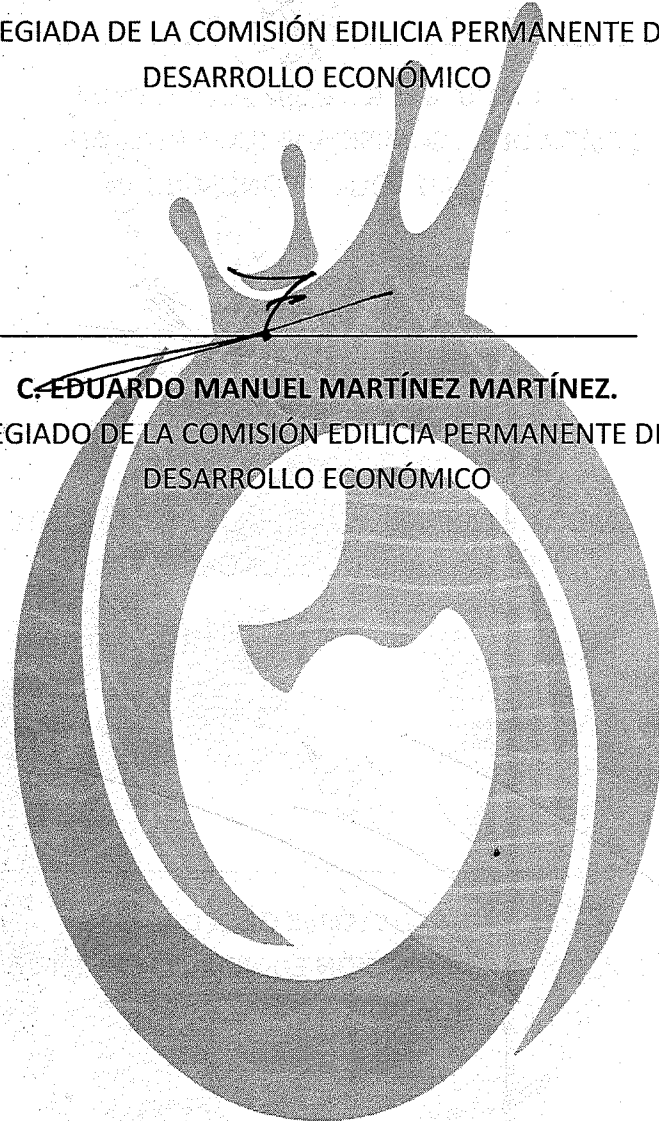 EGIADA DE LA COMISIÓN EDILICIA PERMANENTE D
DESARROLLO ECONÓMICO
C. EDUARDO MANUEL MARTÍNEZ MARTÍNEZ.
EGIADO DE LA COMISIÓN EDILICIA PERMANENTE DE
DESARROLLO ECONÓMICO